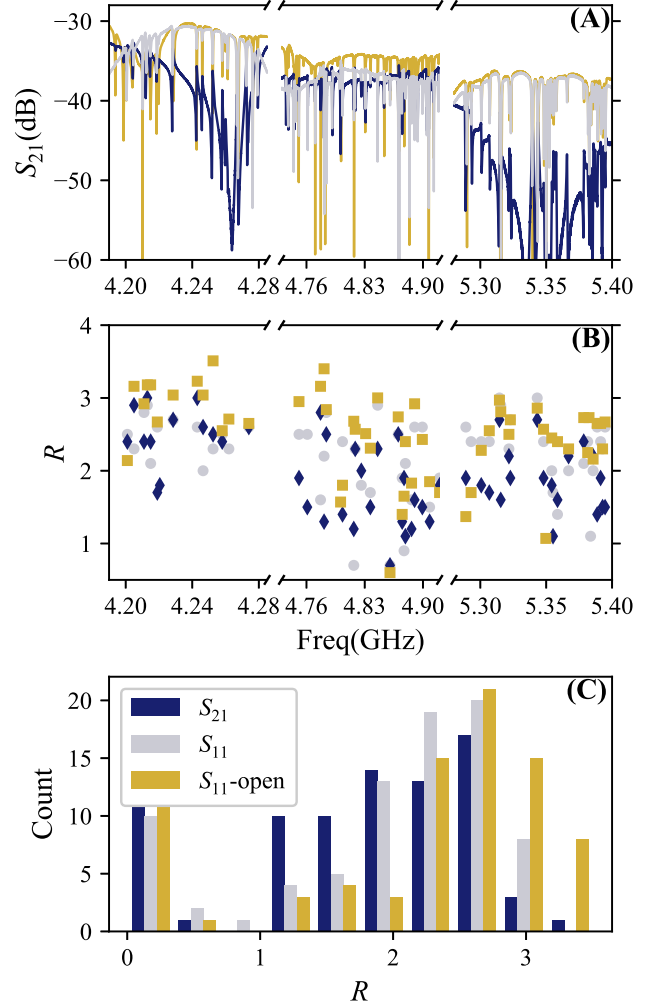 (A)
S₂₁(dB)
−30
−40
−50
−60
4.20 4.24 4.28 4.76 4.83 4.90 5.30 5.35 5.40
(B)
R
4
3
2
1
4.20 4.24 4.28 4.76 4.83 4.90 5.30 5.35 5.40
Freq(GHz)
(C)
S₂₁
S₁₁
S₁₁-open
Count
20
15
10
5
0
0 1 2 3
R